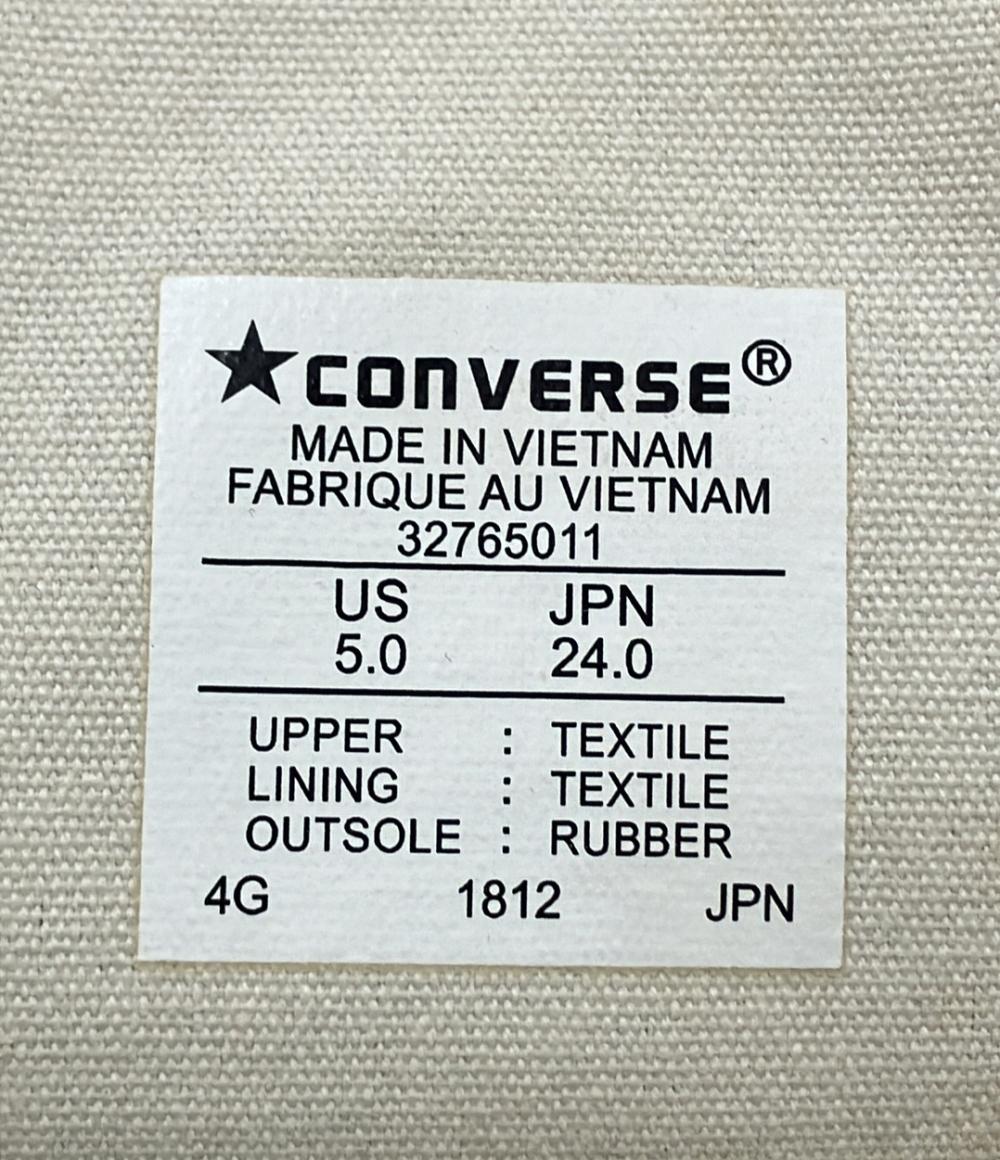 ★CONVERSE®
MADE IN VIETNAM
FABRIQUE AU VIETNAM
32765011
US JPN
5.0 24.0
UPPER : TEXTILE
LINING : TEXTILE
OUTSOLE : RUBBER
4G 1812 JPN